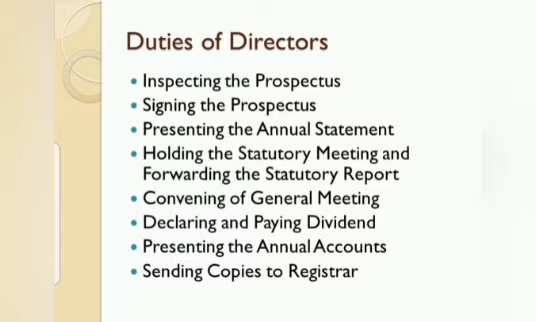 Duties of Directors
• Inspecting the Prospectus
• Signing the Prospectus
• Presenting the Annual Statement
• Holding the Statutory Meeting and
Forwarding the Statutory Report
• Convening of General Meeting
• Declaring and Paying Dividend
• Presenting the Annual Accounts
• Sending Copies to Registrar